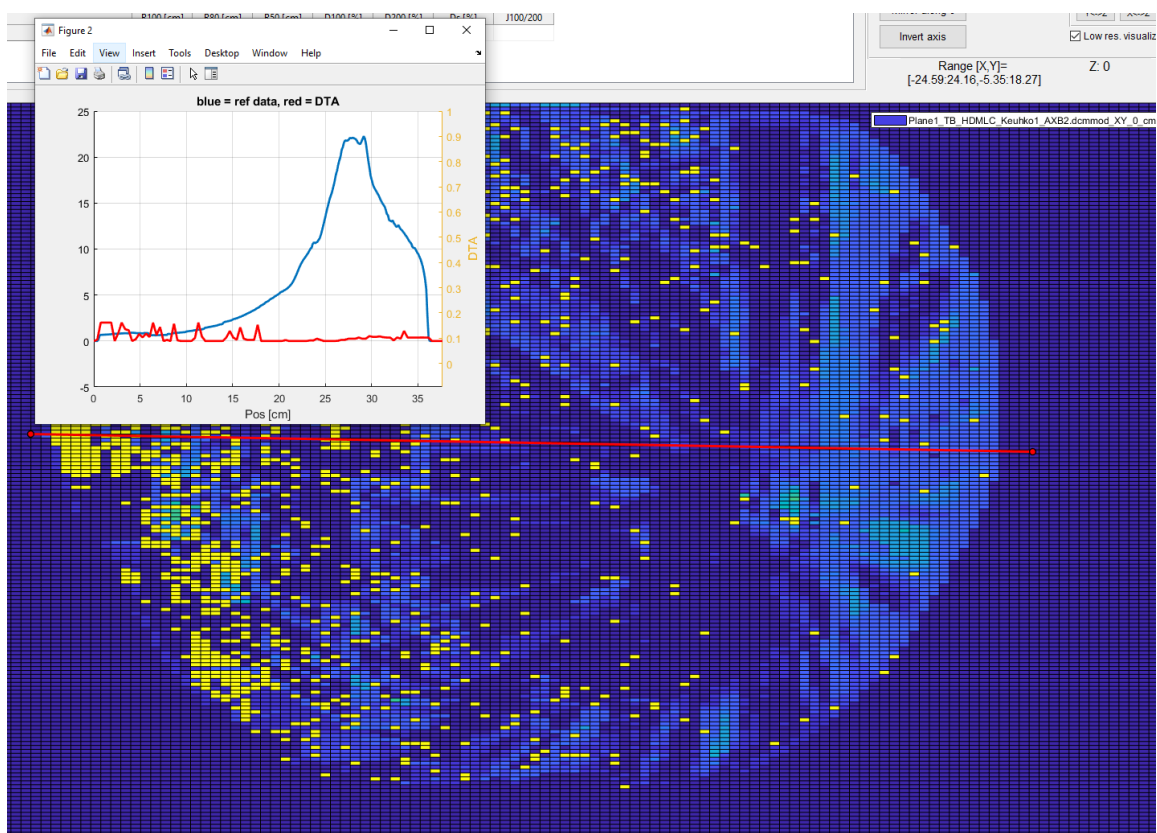 R100 [cm] R80 [cm] R50 [cm] D100 [%] D200 [%] Ds [%] J100/200
Figure 2
File Edit View Insert Tools Desktop Window Help
blue = ref data, red = DTA
25
20
15
10
5
0
-5
1
0.9
0.8
0.7
0.6
0.5
0.4
0.3
0.2
0.1
0
DTA
0 5 10 15 20 25 30 35
Pos [cm]
Invert axis
Low res. visualiz
Range [X,Y]=
[-24.59:24.16,-5.35:18.27]
Z: 0
Plane1_TB_HDMLC_Keuhko1_AXB2.dcmmod_XY_0_cm